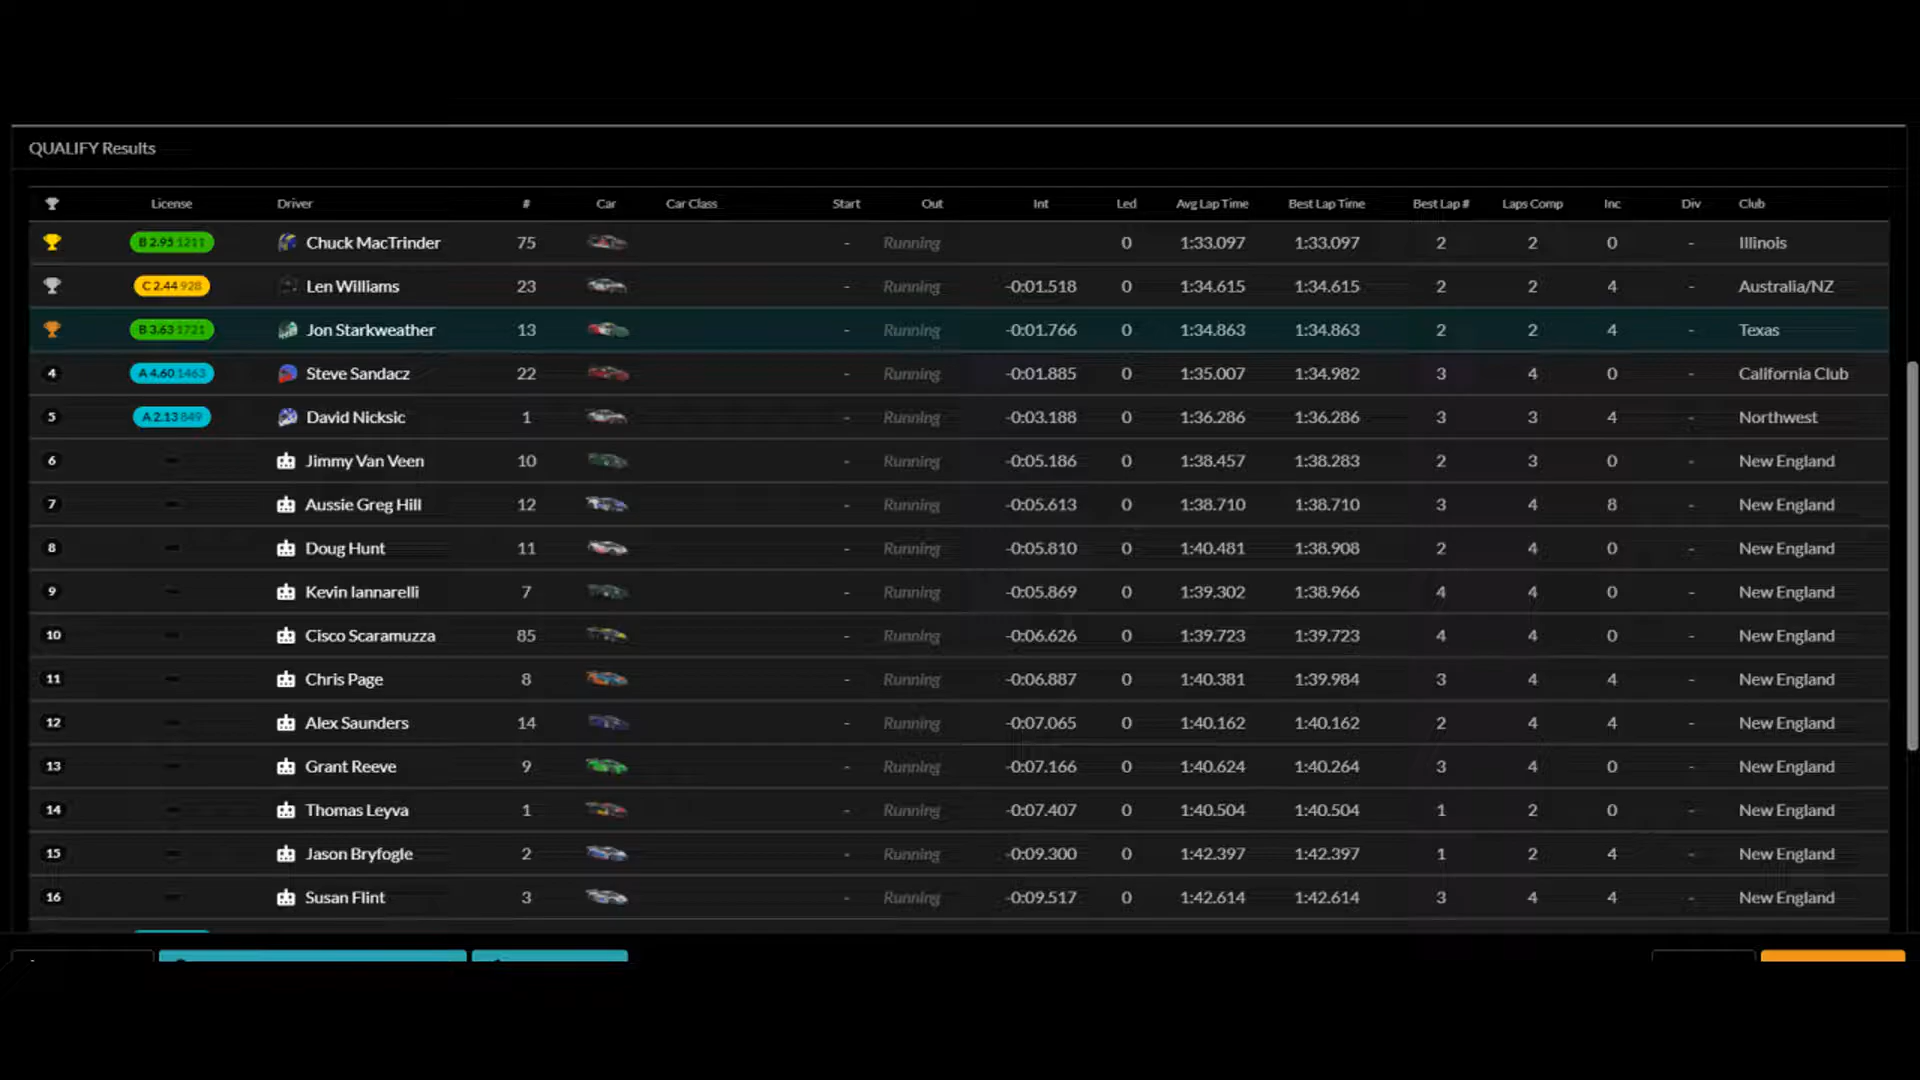 QUALIFY Results
License Driver # Car Car Class Start Out Int Led Avg Lap Time Best Lap Time Best Lap # Laps Comp Inc Div Club
B 2.95 1211 Chuck MacTrinder 75 - Running 0 1:33.097 1:33.097 2 2 0 - Illinois
C 2.44 928 Len Williams 23 - Running -0:01.518 0 1:34.615 1:34.615 2 2 4 - Australia/NZ
B 3.63 1721 Jon Starkweather 13 - Running -0:01.766 0 1:34.863 1:34.863 2 2 4 - Texas
4 A 4.60 1463 Steve Sandacz 22 - Running -0:01.885 0 1:35.007 1:34.982 3 4 0 - California Club
5 A 2.13 849 David Nicksic 1 - Running -0:03.188 0 1:36.286 1:36.286 3 3 4 - Northwest
6 - Jimmy Van Veen 10 - Running -0:05.186 0 1:38.457 1:38.283 2 3 0 - New England
7 - Aussie Greg Hill 12 - Running -0:05.613 0 1:38.710 1:38.710 3 4 8 - New England
8 - Doug Hunt 11 - Running -0:05.810 0 1:40.481 1:38.908 2 4 0 - New England
9 - Kevin Iannarelli 7 - Running -0:05.869 0 1:39.302 1:38.966 4 4 0 - New England
10 - Cisco Scaramuzza 85 - Running -0:06.626 0 1:39.723 1:39.723 4 4 0 - New England
11 - Chris Page 8 - Running -0:06.887 0 1:40.381 1:39.984 3 4 4 - New England
12 - Alex Saunders 14 - Running -0:07.065 0 1:40.162 1:40.162 2 4 4 - New England
13 - Grant Reeve 9 - Running -0:07.166 0 1:40.624 1:40.264 3 4 0 - New England
14 - Thomas Leyva 1 - Running -0:07.407 0 1:40.504 1:40.504 1 2 0 - New England
15 - Jason Bryfogle 2 - Running -0:09.300 0 1:42.397 1:42.397 1 2 4 - New England
16 - Susan Flint 3 - Running -0:09.517 0 1:42.614 1:42.614 3 4 4 - New England